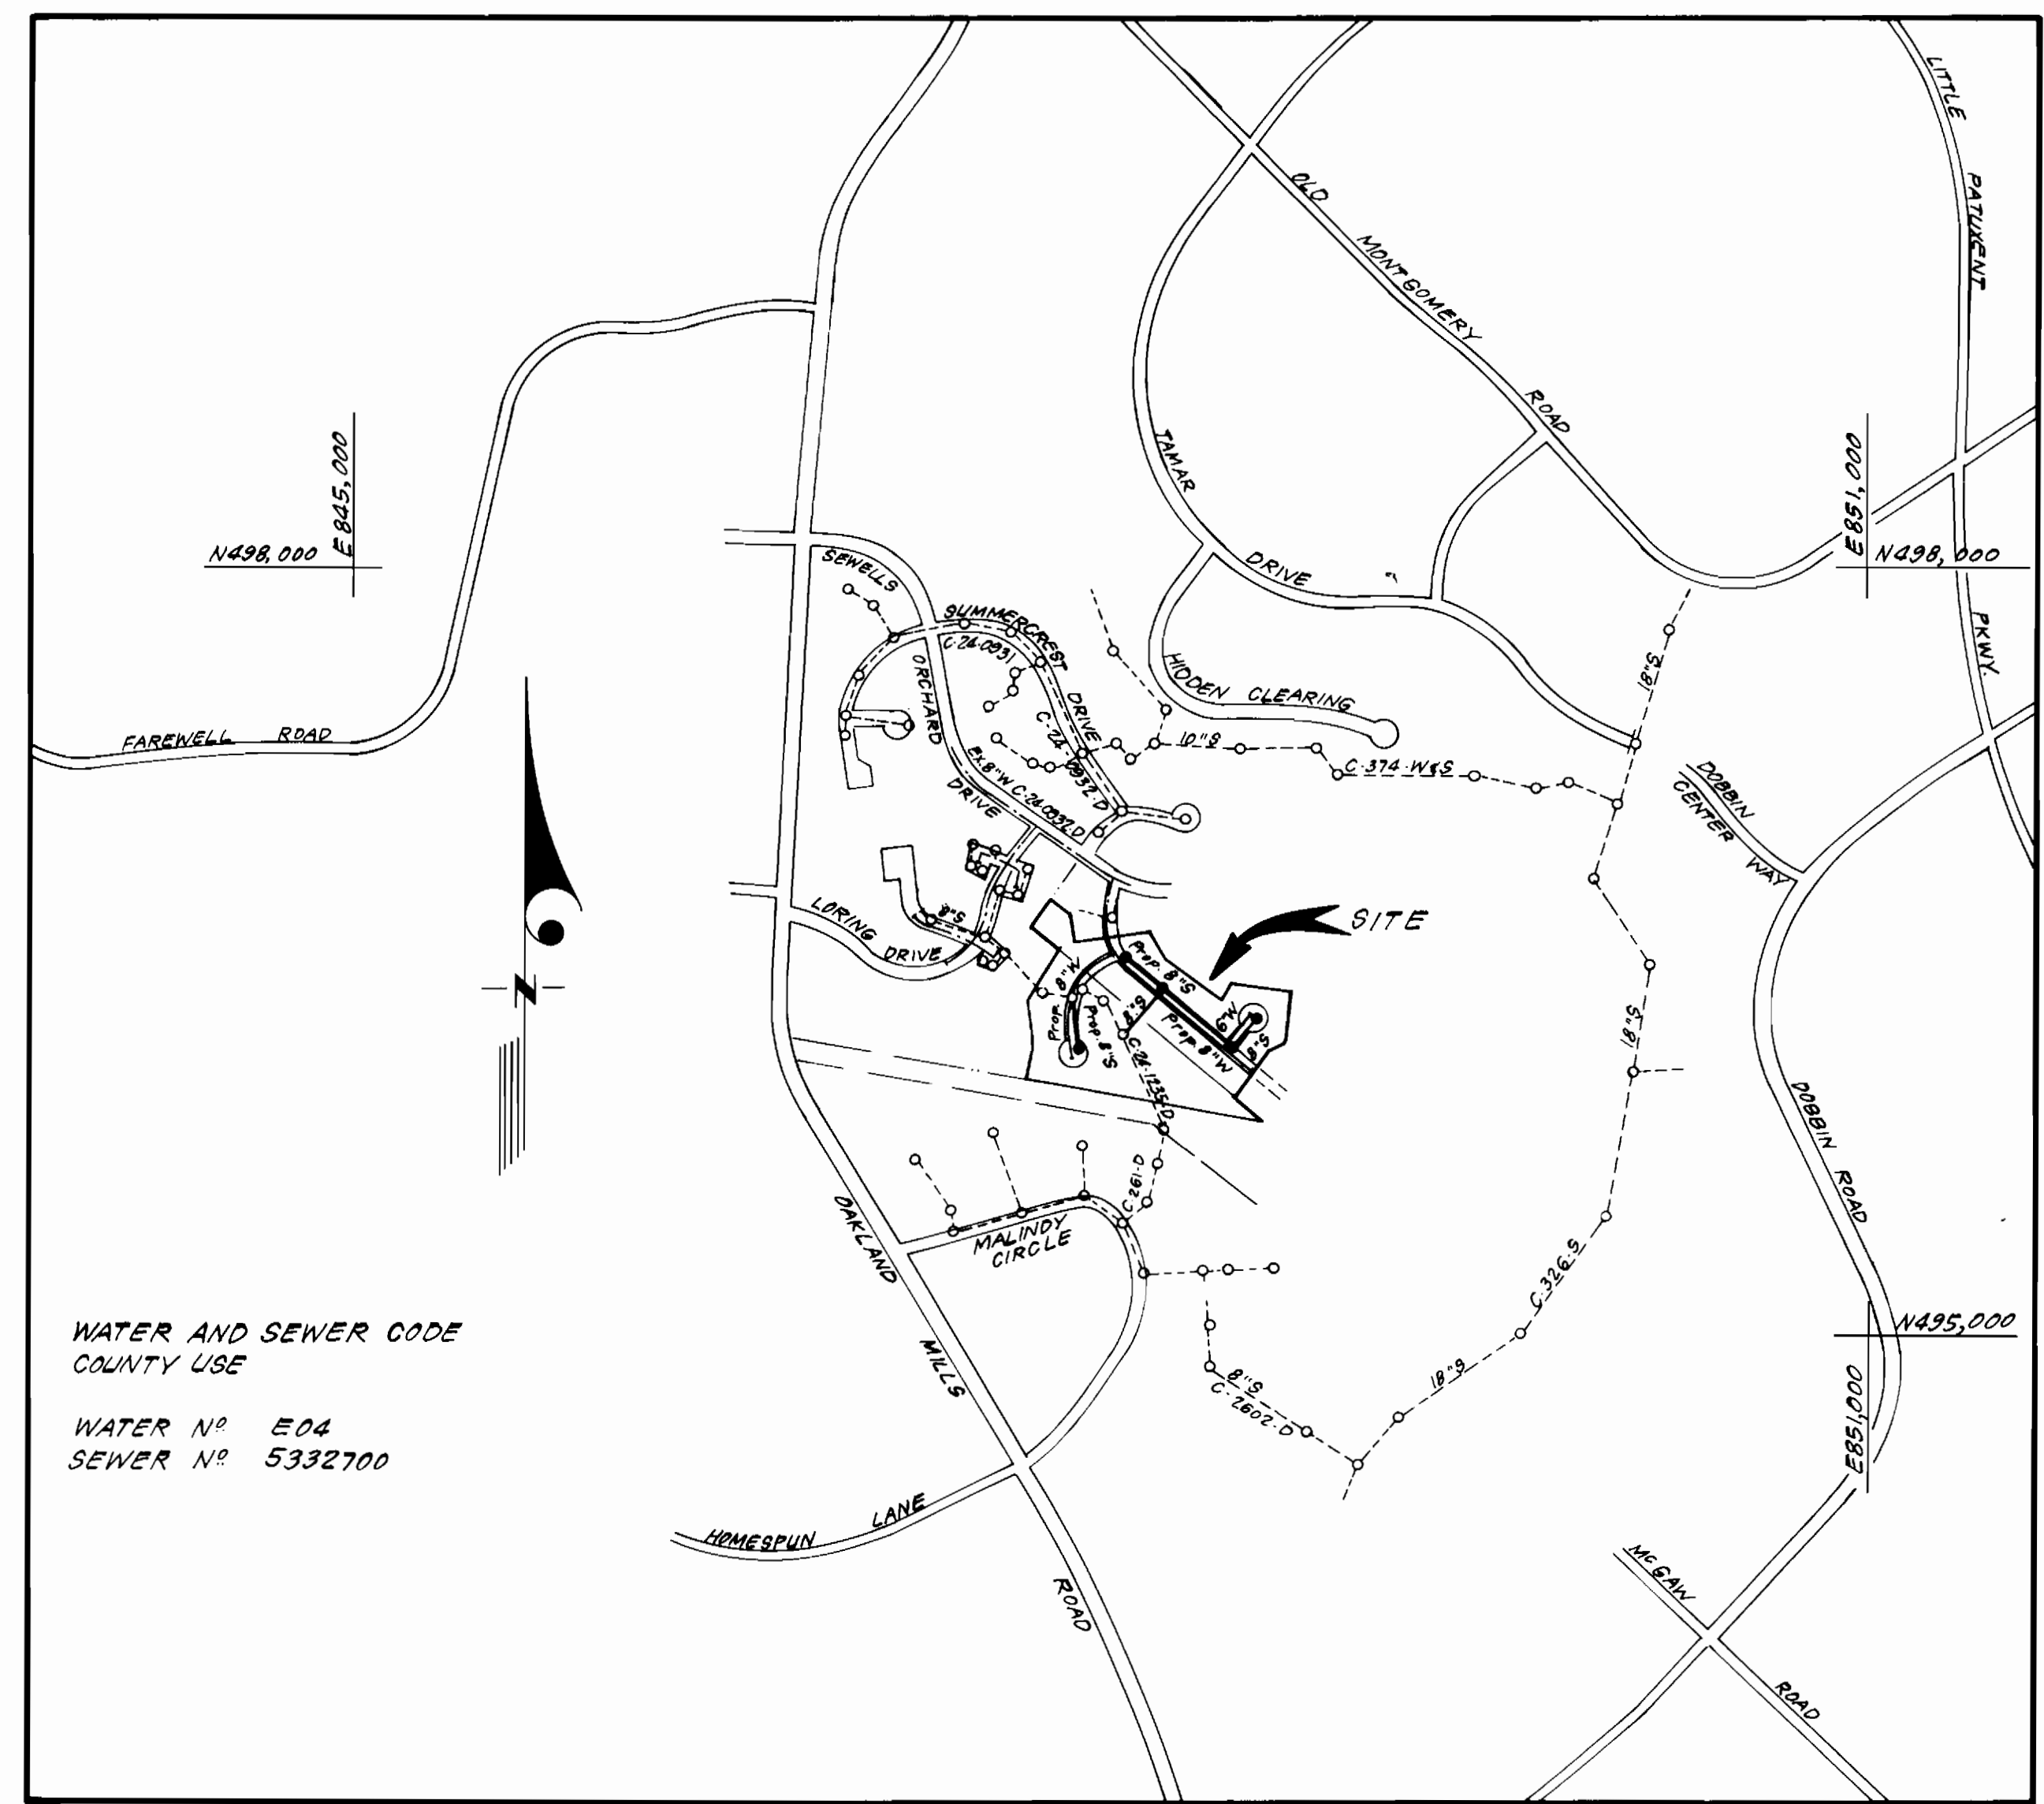 LITTLE
PATUXENT
PKWY.
OLD
MONTGOMERY
ROAD
TAMAR
DRIVE
E845,000
N498,000
E851,000
N498,000
SEWELLS
ORCHARD
DRIVE
SUMMERCREST
DRIVE
C-24-0931
C-24-0932-D
EX. 8"W C-24-0932-D
HIDDEN CLEARING
10"S
C-374-W&S
18"S
FAREWELL ROAD
DOBBIN
CENTER
WAY
LORING
DRIVE
8"S
SITE
Prop. 8"S
Prop. 8"W
Prop. 8"S
8"S
Prop. 8"W
6"W
8"S
N
C-24-1235-D
18"S
DOBBIN
ROAD
C-261-D
MALINDY
CIRCLE
OAKLAND
MILLS
ROAD
C-326-S
18"S
8"S
C-2602-D
N495,000
E851,000
WATER AND SEWER CODE
COUNTY USE
WATER Nº E04
SEWER Nº 5332700
HOMESPUN LANE
McGAW
ROAD